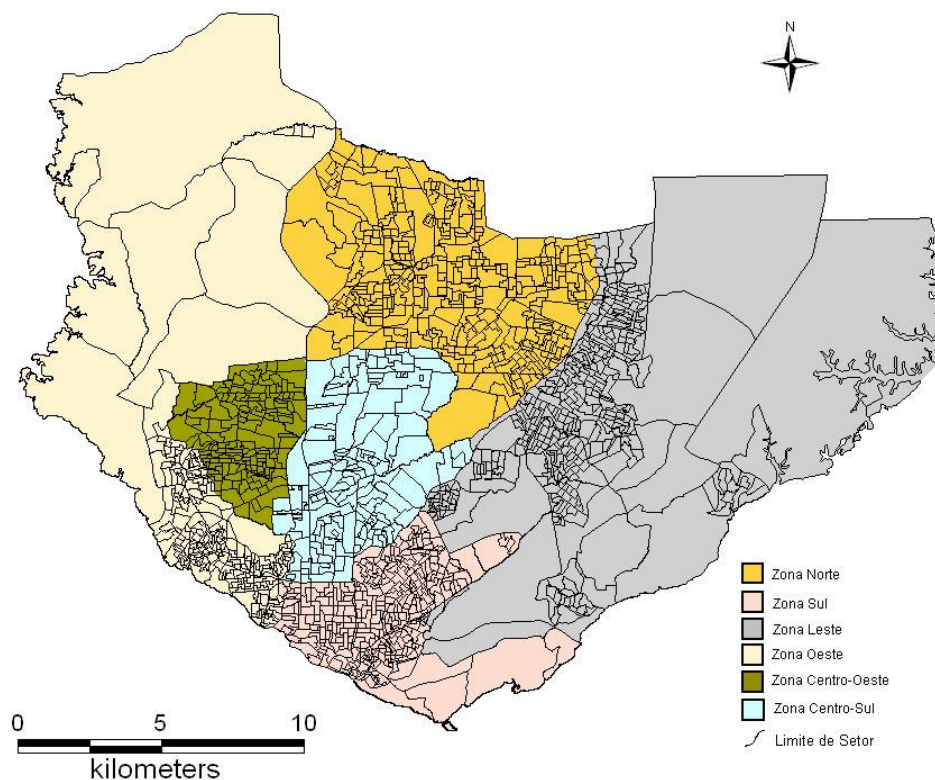 N
Zona Norte
Zona Sul
Zona Leste
Zona Oeste
Zona Centro-Oeste
Zona Centro-Sul
Limite de Setor
0 5 10
kilometers